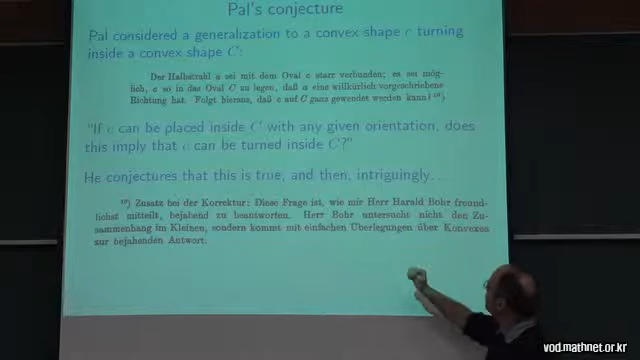 Pal's conjecture
Pal considered a generalization to a convex shape c turning
inside a convex shape C:
Der Halbstrahl a sei mit dem Oval c starr verbunden; es sei mög-
lich, c so in das Oval C zu legen, daß a eine willkürlich vorgeschriebene
Richtung hat. Folgt hieraus, daß c auf C ganz gewendet werden kann? ¹⁰)
"If c can be placed inside C with any given orientation, does
this imply that c can be turned inside C?"
He conjectures that this is true, and then, intriguingly...
¹⁰) Zusatz bei der Korrektur: Diese Frage ist, wie mir Herr Harald Bohr freund-
lichst mitteilt, bejahend zu beantworten. Herr Bohr untersucht nicht den Zu-
sammenhang im Kleinen, sondern kommt mit einfachen Überlegungen über Konvexes
zur bejahenden Antwort.
vod.mathnet.or.kr